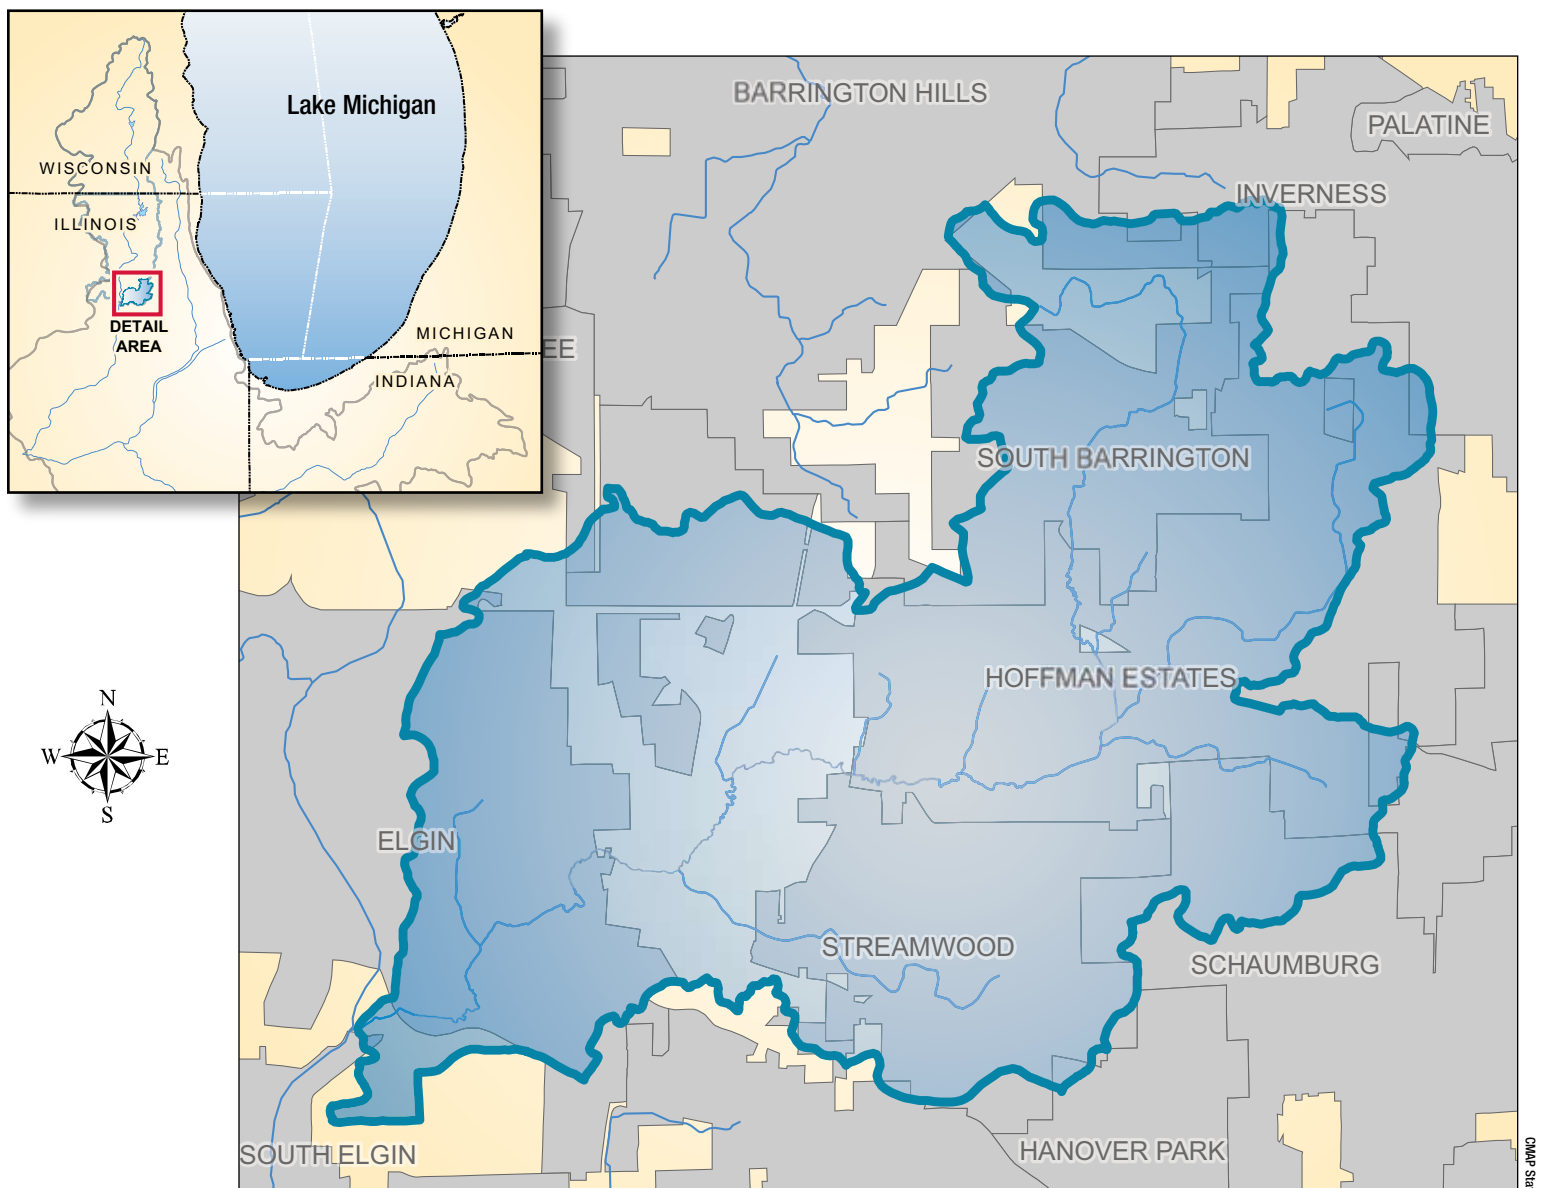 Lake Michigan
WISCONSIN
ILLINOIS
DETAIL
AREA
MICHIGAN
INDIANA
BARRINGTON HILLS
PALATINE
INVERNESS
EE
SOUTH BARRINGTON
HOFFMAN ESTATES
N
W
E
S
ELGIN
STREAMWOOD
SCHAUMBURG
SOUTH ELGIN
HANOVER PARK
CMAP